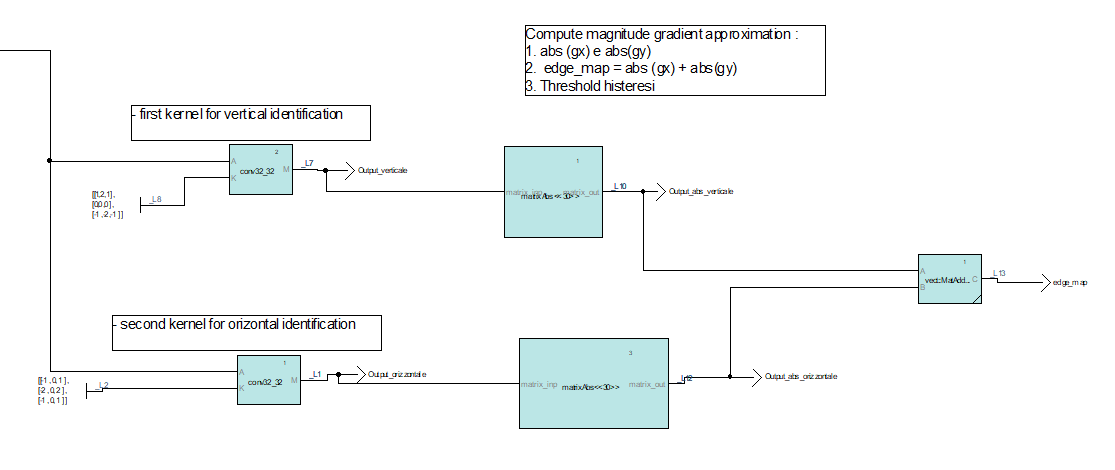 Compute magnitude gradient approximation :
1. abs (gx) e abs(gy)
2. edge_map = abs (gx) + abs(gy)
3. Threshold histeresi
- first kernel for vertical identification
2
A
K
conv32_32
M
_L7
Output_verticale
[[1,2,1],
[0,0,0],
[-1,-2,-1]]
_L8
1
matrix_inp
matrixAbs<<30>>
matrix_out
_L10
Output_abs_verticale
1
A
B
vect::MatAdd...
C
_L13
edge_map
- second kernel for orizontal identification
1
A
K
conv32_32
M
_L1
Output_orizzontale
[[-1,0,1],
[-2,0,2],
[-1,0,1]]
_L2
3
matrix_inp
matrixAbs<<30>>
matrix_out
_L12
Output_abs_orizzontale